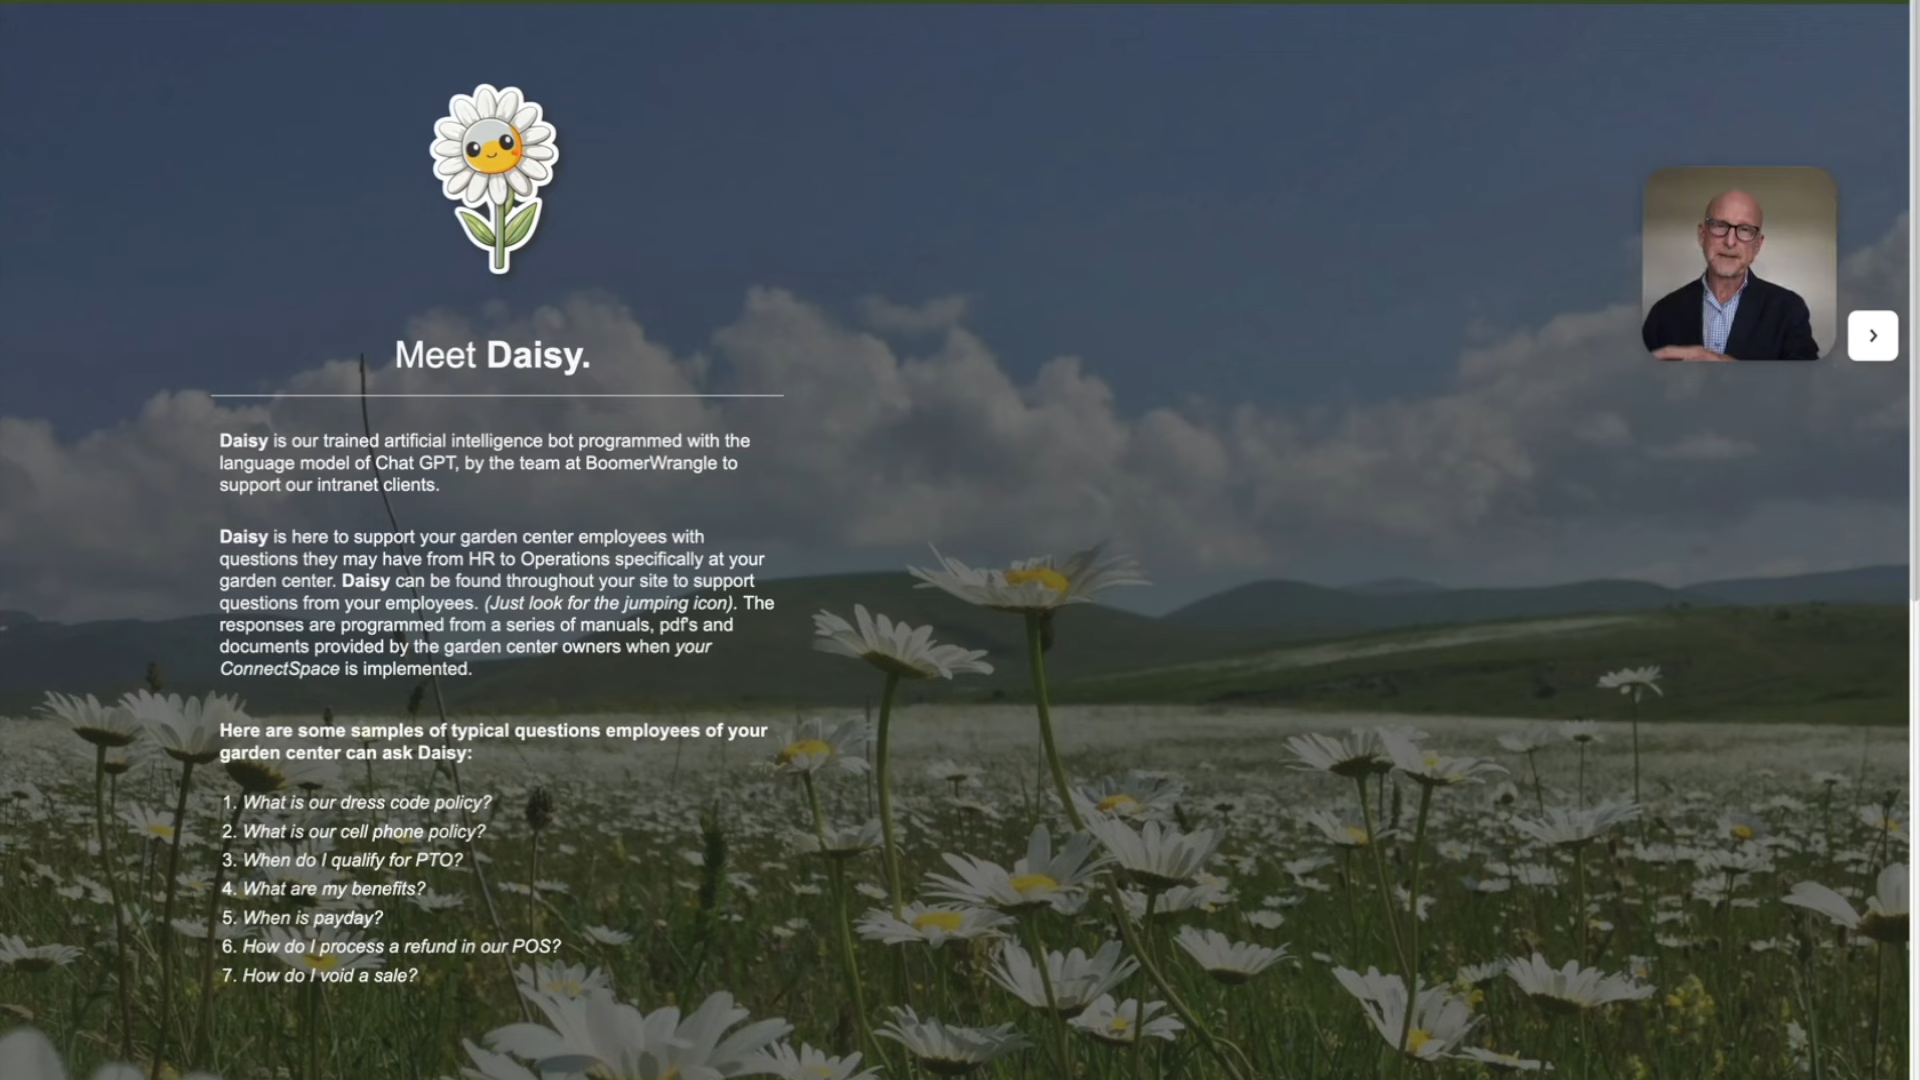 Meet Daisy.
Daisy is our trained artificial intelligence bot programmed with the
language model of Chat GPT, by the team at BoomerWrangle to
support our intranet clients.
Daisy is here to support your garden center employees with
questions they may have from HR to Operations specifically at your
garden center. Daisy can be found throughout your site to support
questions from your employees. (Just look for the jumping icon). The
responses are programmed from a series of manuals, pdf's and
documents provided by the garden center owners when your
ConnectSpace is implemented.
Here are some samples of typical questions employees of your
garden center can ask Daisy:
1. What is our dress code policy?
2. What is our cell phone policy?
3. When do I qualify for PTO?
4. What are my benefits?
5. When is payday?
6. How do I process a refund in our POS?
7. How do I void a sale?